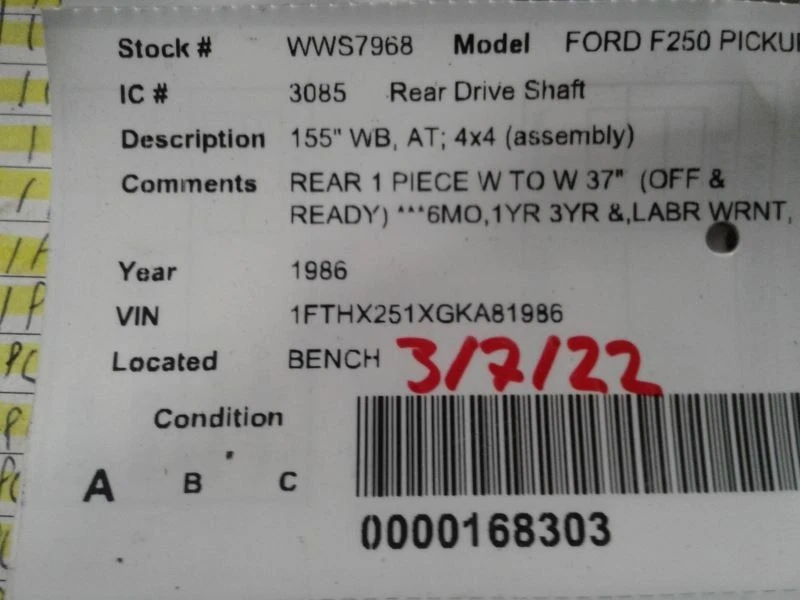 Stock # WWS7968 Model FORD F250 PICKUP
IC # 3085 Rear Drive Shaft
Description 155" WB, AT; 4x4 (assembly)
Comments REAR 1 PIECE W TO W 37" (OFF &
READY) ***6MO,1YR 3YR &,LABR WRNT,
Year 1986
VIN 1FTHX251XGKA81986
Located BENCH 3/7/22
Condition
A B C
0000168303